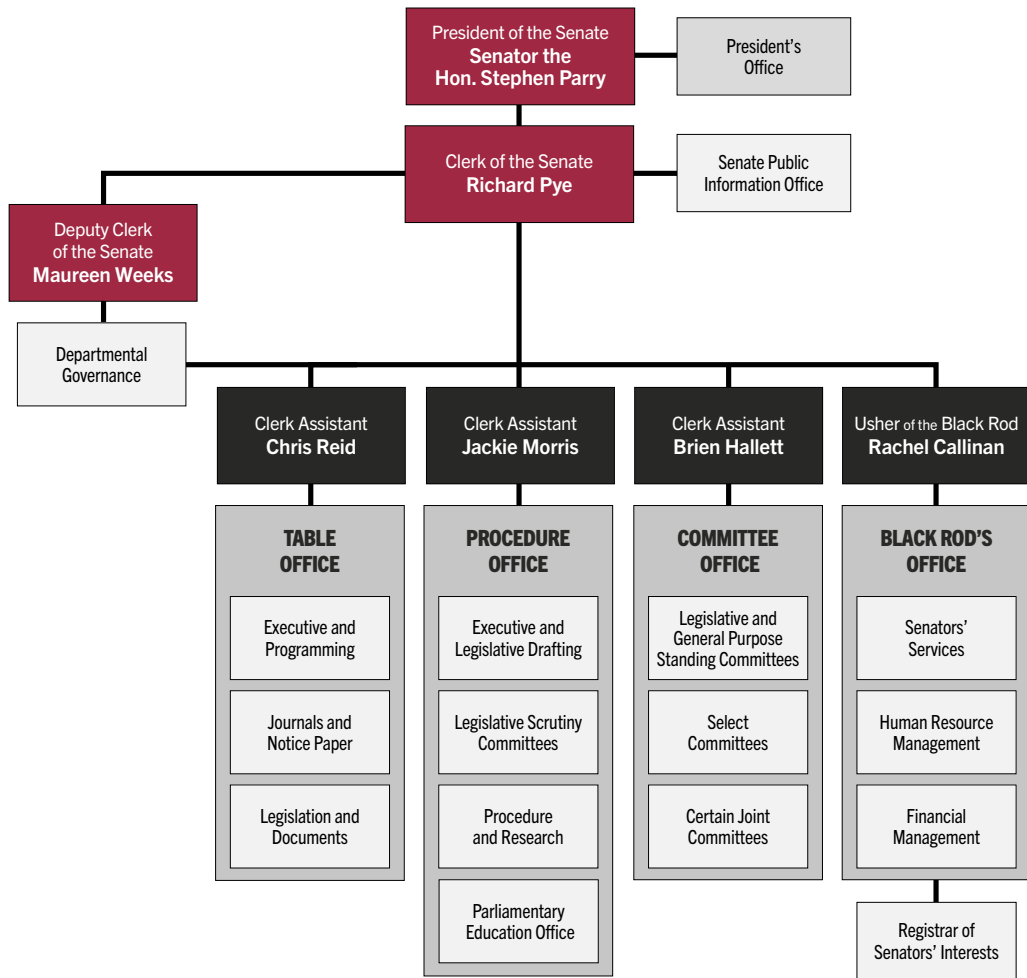 President of the Senate
Senator the
Hon. Stephen Parry
President's
Office
Clerk of the Senate
Richard Pye
Senate Public
Information Office
Deputy Clerk
of the Senate
Maureen Weeks
Departmental
Governance
Clerk Assistant
Chris Reid
Clerk Assistant
Jackie Morris
Clerk Assistant
Brien Hallett
Usher of the Black Rod
Rachel Callinan
TABLE
OFFICE
Executive and
Programming
Journals and
Notice Paper
Legislation and
Documents
PROCEDURE
OFFICE
Executive and
Legislative Drafting
Legislative Scrutiny
Committees
Procedure
and Research
Parliamentary
Education Office
COMMITTEE
OFFICE
Legislative and
General Purpose
Standing Committees
Select
Committees
Certain Joint
Committees
BLACK ROD'S
OFFICE
Senators'
Services
Human Resource
Management
Financial
Management
Registrar of
Senators' Interests